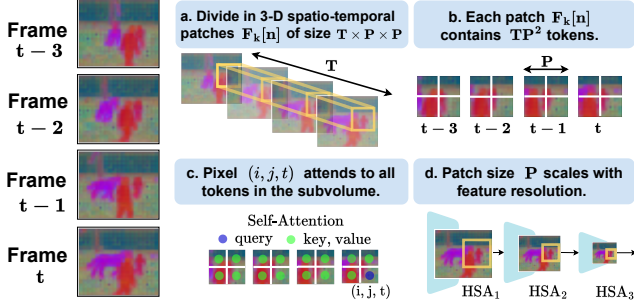 Frame
t − 3
Frame
t − 2
Frame
t − 1
Frame
t
a. Divide in 3-D spatio-temporal
patches F_k[n] of size T × P × P
T
b. Each patch F_k[n]
contains TP² tokens.
P
t − 3 t − 2 t − 1 t
c. Pixel (i, j, t) attends to all
tokens in the subvolume.
Self-Attention
query key, value
(i, j, t)
d. Patch size P scales with
feature resolution.
HSA₁ HSA₂ HSA₃